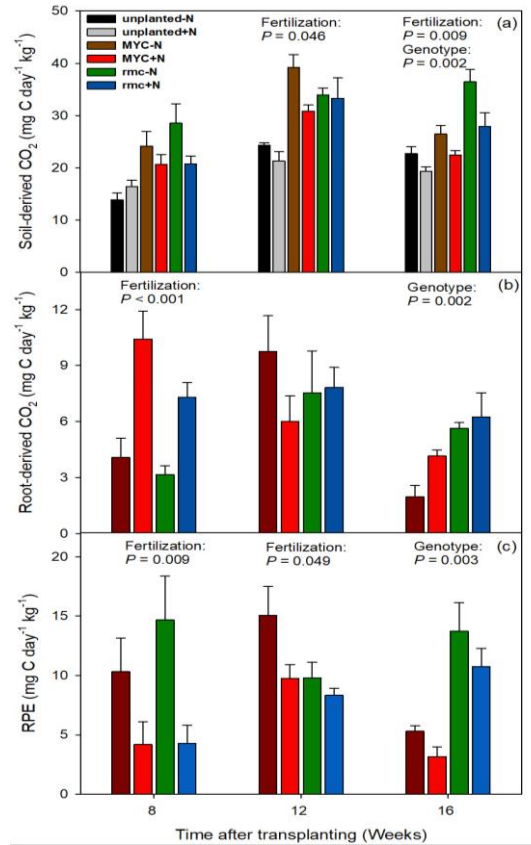 unplanted-N
unplanted+N
MYC-N
MYC+N
rmc-N
rmc+N
Fertilization:
P = 0.046
Fertilization: (a)
P = 0.009
Genotype:
P = 0.002
Soil-derived CO₂ (mg C day⁻¹ kg⁻¹)
50
40
30
20
10
0
Fertilization:
P < 0.001
Genotype: (b)
P = 0.002
Root-derived CO₂ (mg C day⁻¹ kg⁻¹)
12
9
6
3
0
Fertilization:
P = 0.009
Fertilization:
P = 0.049
Genotype: (c)
P = 0.003
RPE (mg C day⁻¹ kg⁻¹)
20
15
10
5
0
8 12 16
Time after transplanting (Weeks)